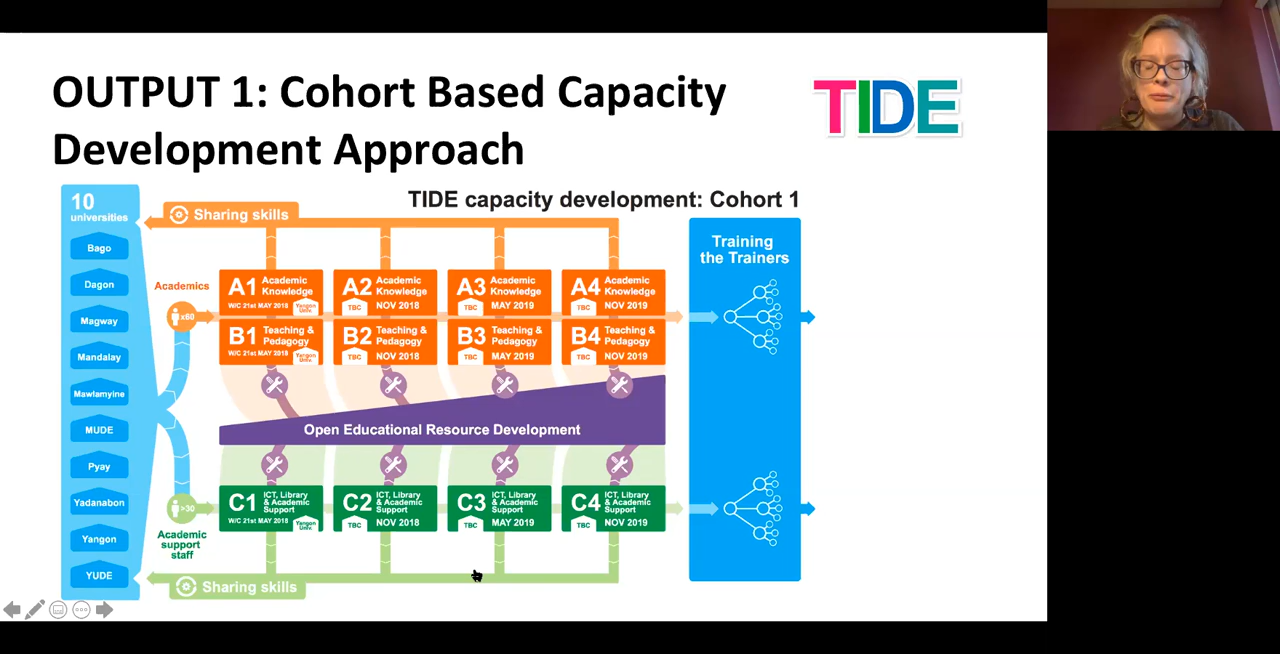 OUTPUT 1: Cohort Based Capacity
Development Approach
TIDE
TIDE capacity development: Cohort 1
10
universities
Bago
Dagon
Magway
Mandalay
Mawlamyine
MUDE
Pyay
Yadanabon
Yangon
YUDE
Sharing skills
Academics
x60
A1 Academic
Knowledge
W/C 21st MAY 2018
Yangon
Univ.
A2 Academic
Knowledge
TBC
NOV 2018
A3 Academic
Knowledge
TBC
MAY 2019
A4 Academic
Knowledge
TBC
NOV 2019
B1 Teaching &
Pedagogy
W/C 21st MAY 2018
Yangon
Univ.
B2 Teaching &
Pedagogy
TBC
NOV 2018
B3 Teaching &
Pedagogy
TBC
MAY 2019
B4 Teaching &
Pedagogy
TBC
NOV 2019
Open Educational Resource Development
>30
Academic
support
staff
C1 ICT, Library
& Academic
Support
W/C 21st MAY 2018
Yangon
Univ.
C2 ICT, Library
& Academic
Support
TBC
NOV 2018
C3 ICT, Library
& Academic
Support
TBC
MAY 2019
C4 ICT, Library
& Academic
Support
TBC
NOV 2019
Sharing skills
Training
the Trainers